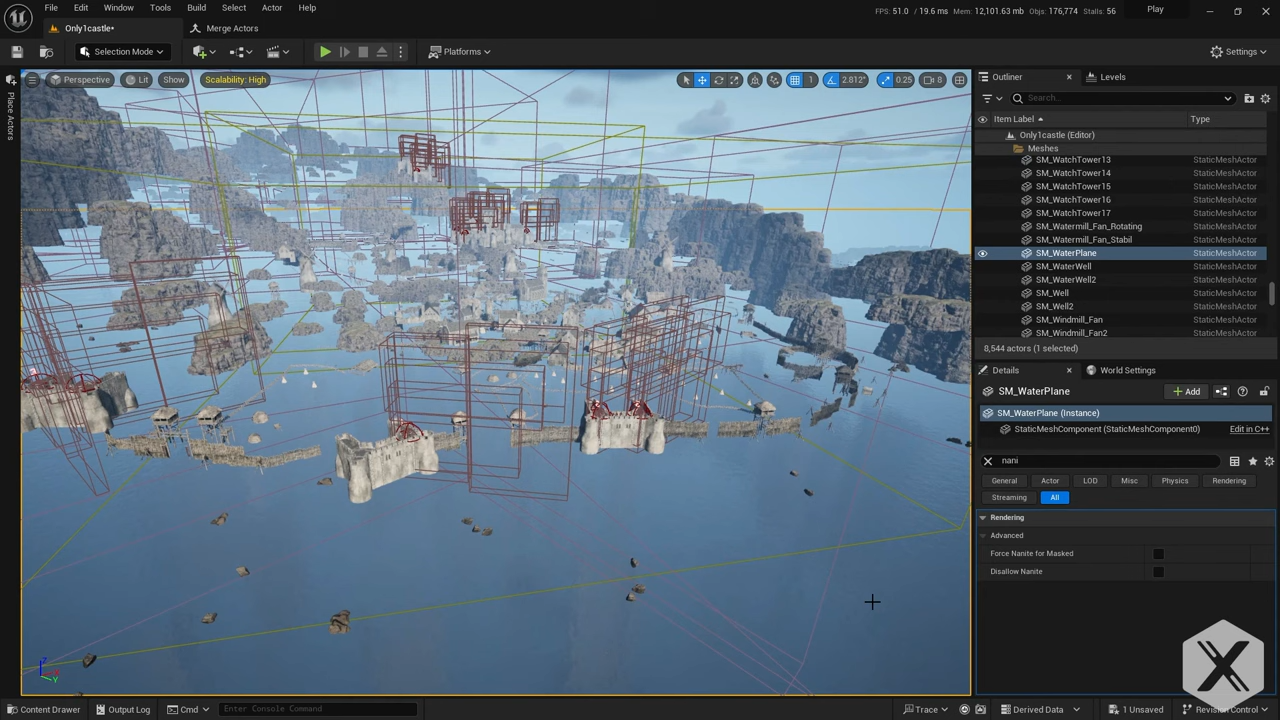 File Edit Window Tools Build Select Actor Help
FPS: 51.0 / 19.6 ms Mem: 12,101.63 mb Objs: 176,774 Stalls: 56
Play
Only1castle•
Merge Actors
Selection Mode
Platforms
Settings
Place Actors
Perspective
Lit
Show
Scalability: High
1
2.812°
0.25
8
Outliner
Levels
Search...
Item Label
Type
Only1castle (Editor)
Meshes
SM_WatchTower13 StaticMeshActor
SM_WatchTower14 StaticMeshActor
SM_WatchTower15 StaticMeshActor
SM_WatchTower16 StaticMeshActor
SM_WatchTower17 StaticMeshActor
SM_Watermill_Fan_Rotating StaticMeshActor
SM_Watermill_Fan_Stabil StaticMeshActor
SM_WaterPlane StaticMeshActor
SM_WaterWell StaticMeshActor
SM_WaterWell2 StaticMeshActor
SM_Well StaticMeshActor
SM_Well2 StaticMeshActor
SM_Windmill_Fan StaticMeshActor
SM_Windmill_Fan2 StaticMeshActor
8,544 actors (1 selected)
Details
World Settings
SM_WaterPlane
+ Add
SM_WaterPlane (Instance)
StaticMeshComponent (StaticMeshComponent0) Edit in C++
nani
General Actor LOD Misc Physics Rendering
Streaming All
Rendering
Advanced
Force Nanite for Masked
Disallow Nanite
Z
Y
X
Content Drawer
Output Log
Cmd
Enter Console Command
Trace
Derived Data
1 Unsaved
Revision Control